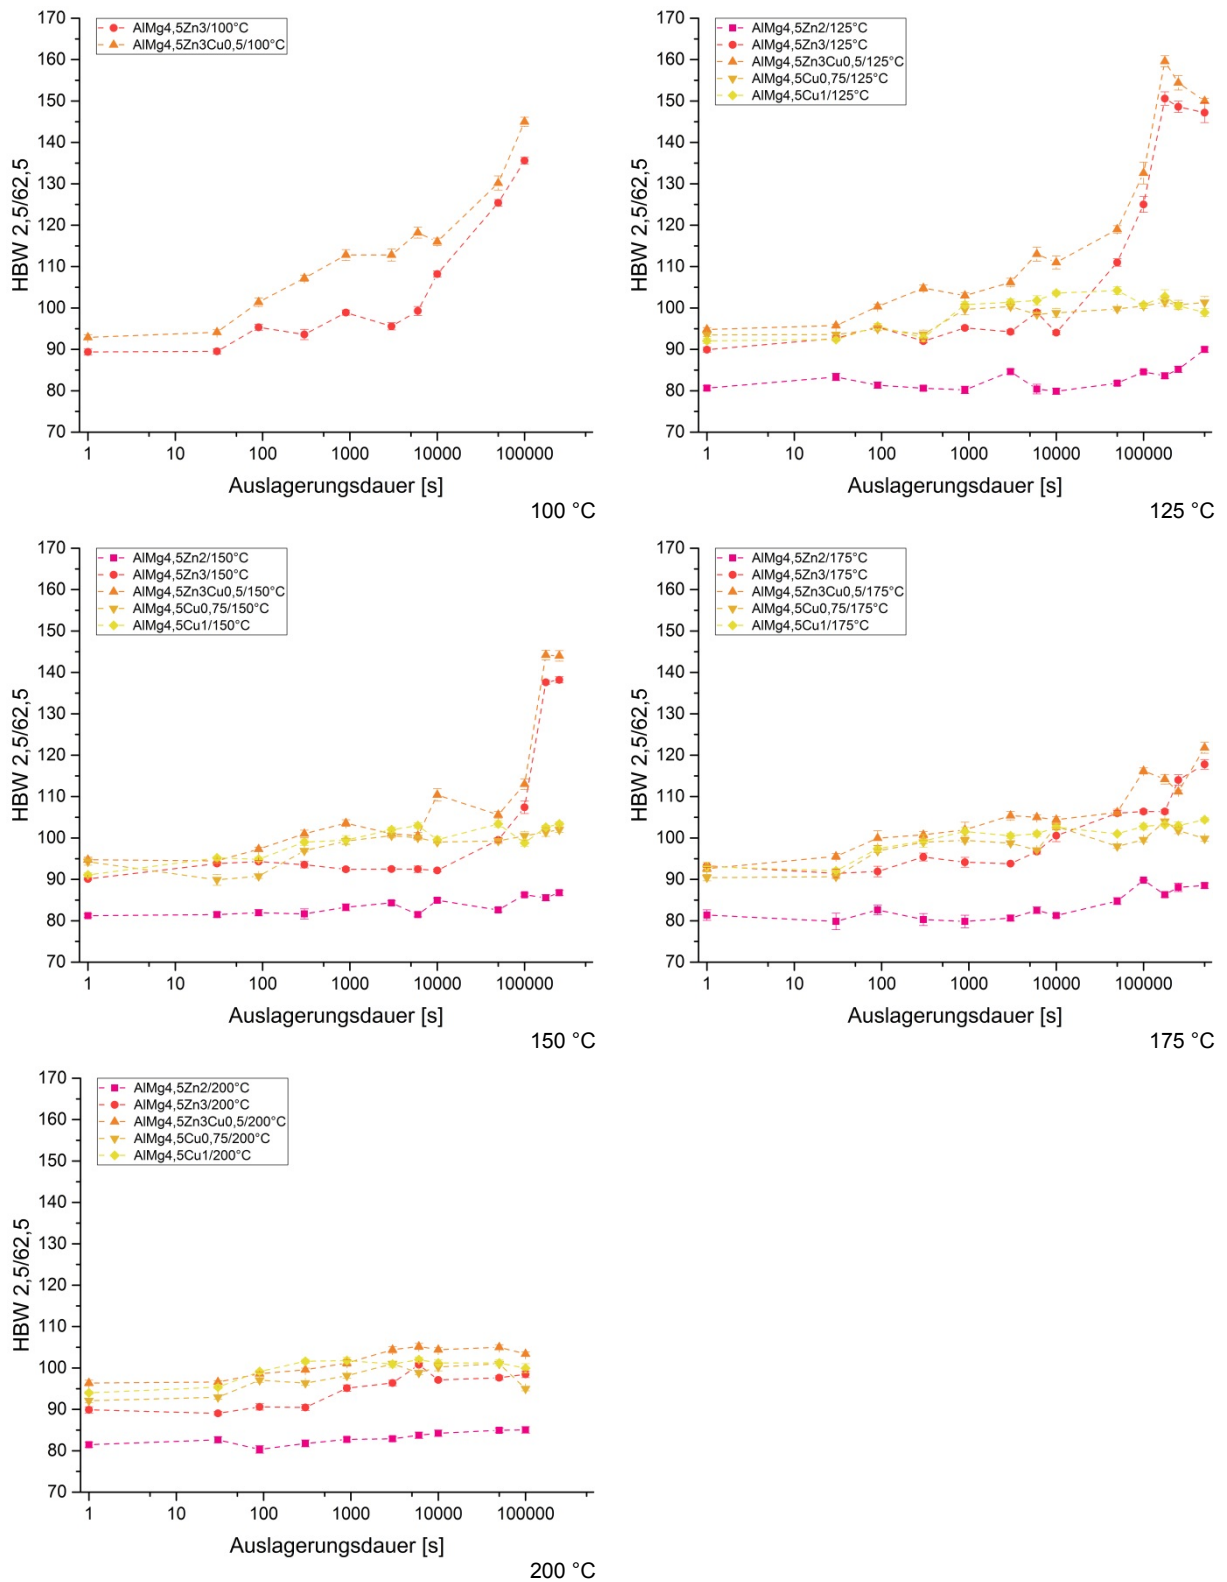 170
160
150
140
130
120
110
100
90
80
70
HBW 2,5/62,5
AlMg4,5Zn3/100°C
AlMg4,5Zn3Cu0,5/100°C
1 10 100 1000 10000 100000
Auslagerungsdauer [s]
100 °C
170
160
150
140
130
120
110
100
90
80
70
HBW 2,5/62,5
AlMg4,5Zn2/125°C
AlMg4,5Zn3/125°C
AlMg4,5Zn3Cu0,5/125°C
AlMg4,5Cu0,75/125°C
AlMg4,5Cu1/125°C
1 10 100 1000 10000 100000
Auslagerungsdauer [s]
125 °C
170
160
150
140
130
120
110
100
90
80
70
HBW 2,5/62,5
AlMg4,5Zn2/150°C
AlMg4,5Zn3/150°C
AlMg4,5Zn3Cu0,5/150°C
AlMg4,5Cu0,75/150°C
AlMg4,5Cu1/150°C
1 10 100 1000 10000 100000
Auslagerungsdauer [s]
150 °C
170
160
150
140
130
120
110
100
90
80
70
HBW 2,5/62,5
AlMg4,5Zn2/175°C
AlMg4,5Zn3/175°C
AlMg4,5Zn3Cu0,5/175°C
AlMg4,5Cu0,75/175°C
AlMg4,5Cu1/175°C
1 10 100 1000 10000 100000
Auslagerungsdauer [s]
175 °C
170
160
150
140
130
120
110
100
90
80
70
HBW 2,5/62,5
AlMg4,5Zn2/200°C
AlMg4,5Zn3/200°C
AlMg4,5Zn3Cu0,5/200°C
AlMg4,5Cu0,75/200°C
AlMg4,5Cu1/200°C
1 10 100 1000 10000 100000
Auslagerungsdauer [s]
200 °C